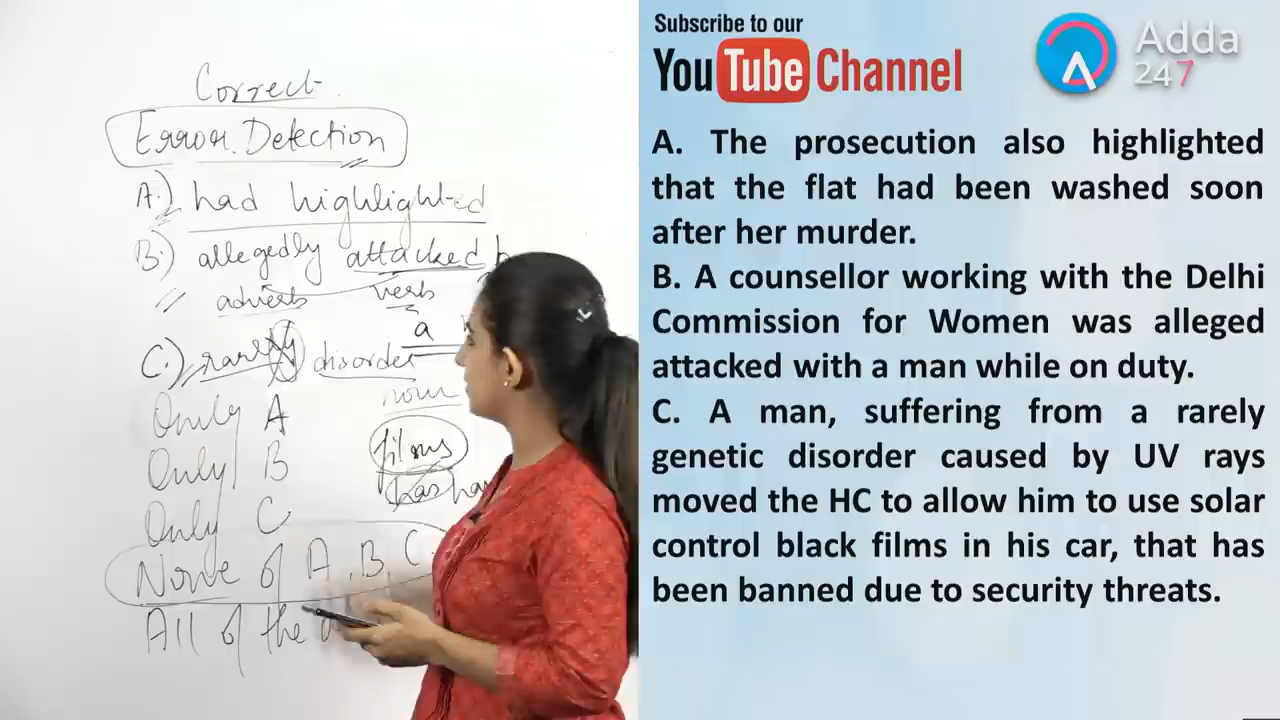 Correct
Error Detection
A.) had highlighted
B.) allegedly attacked
adverb verb
a
C.) rarely disorder
noun
Only A
films
Only B
has
Only C
None of A, B, C.
All of the
Subscribe to our
YouTube Channel
Adda
247
A. The prosecution also highlighted
that the flat had been washed soon
after her murder.
B. A counsellor working with the Delhi
Commission for Women was alleged
attacked with a man while on duty.
C. A man, suffering from a rarely
genetic disorder caused by UV rays
moved the HC to allow him to use solar
control black films in his car, that has
been banned due to security threats.